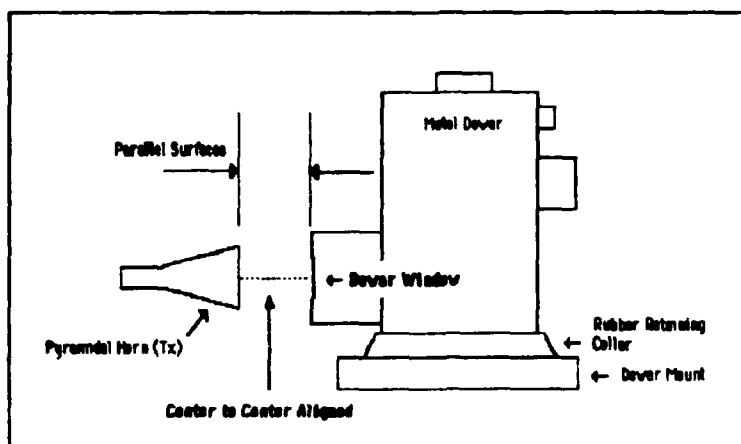 Metal Dewar
Parallel Surfaces
Dewar Window
Pyramidal Horn (Tx)
Rubber Retaining
Collar
Dewar Mount
Center to Center Aligned